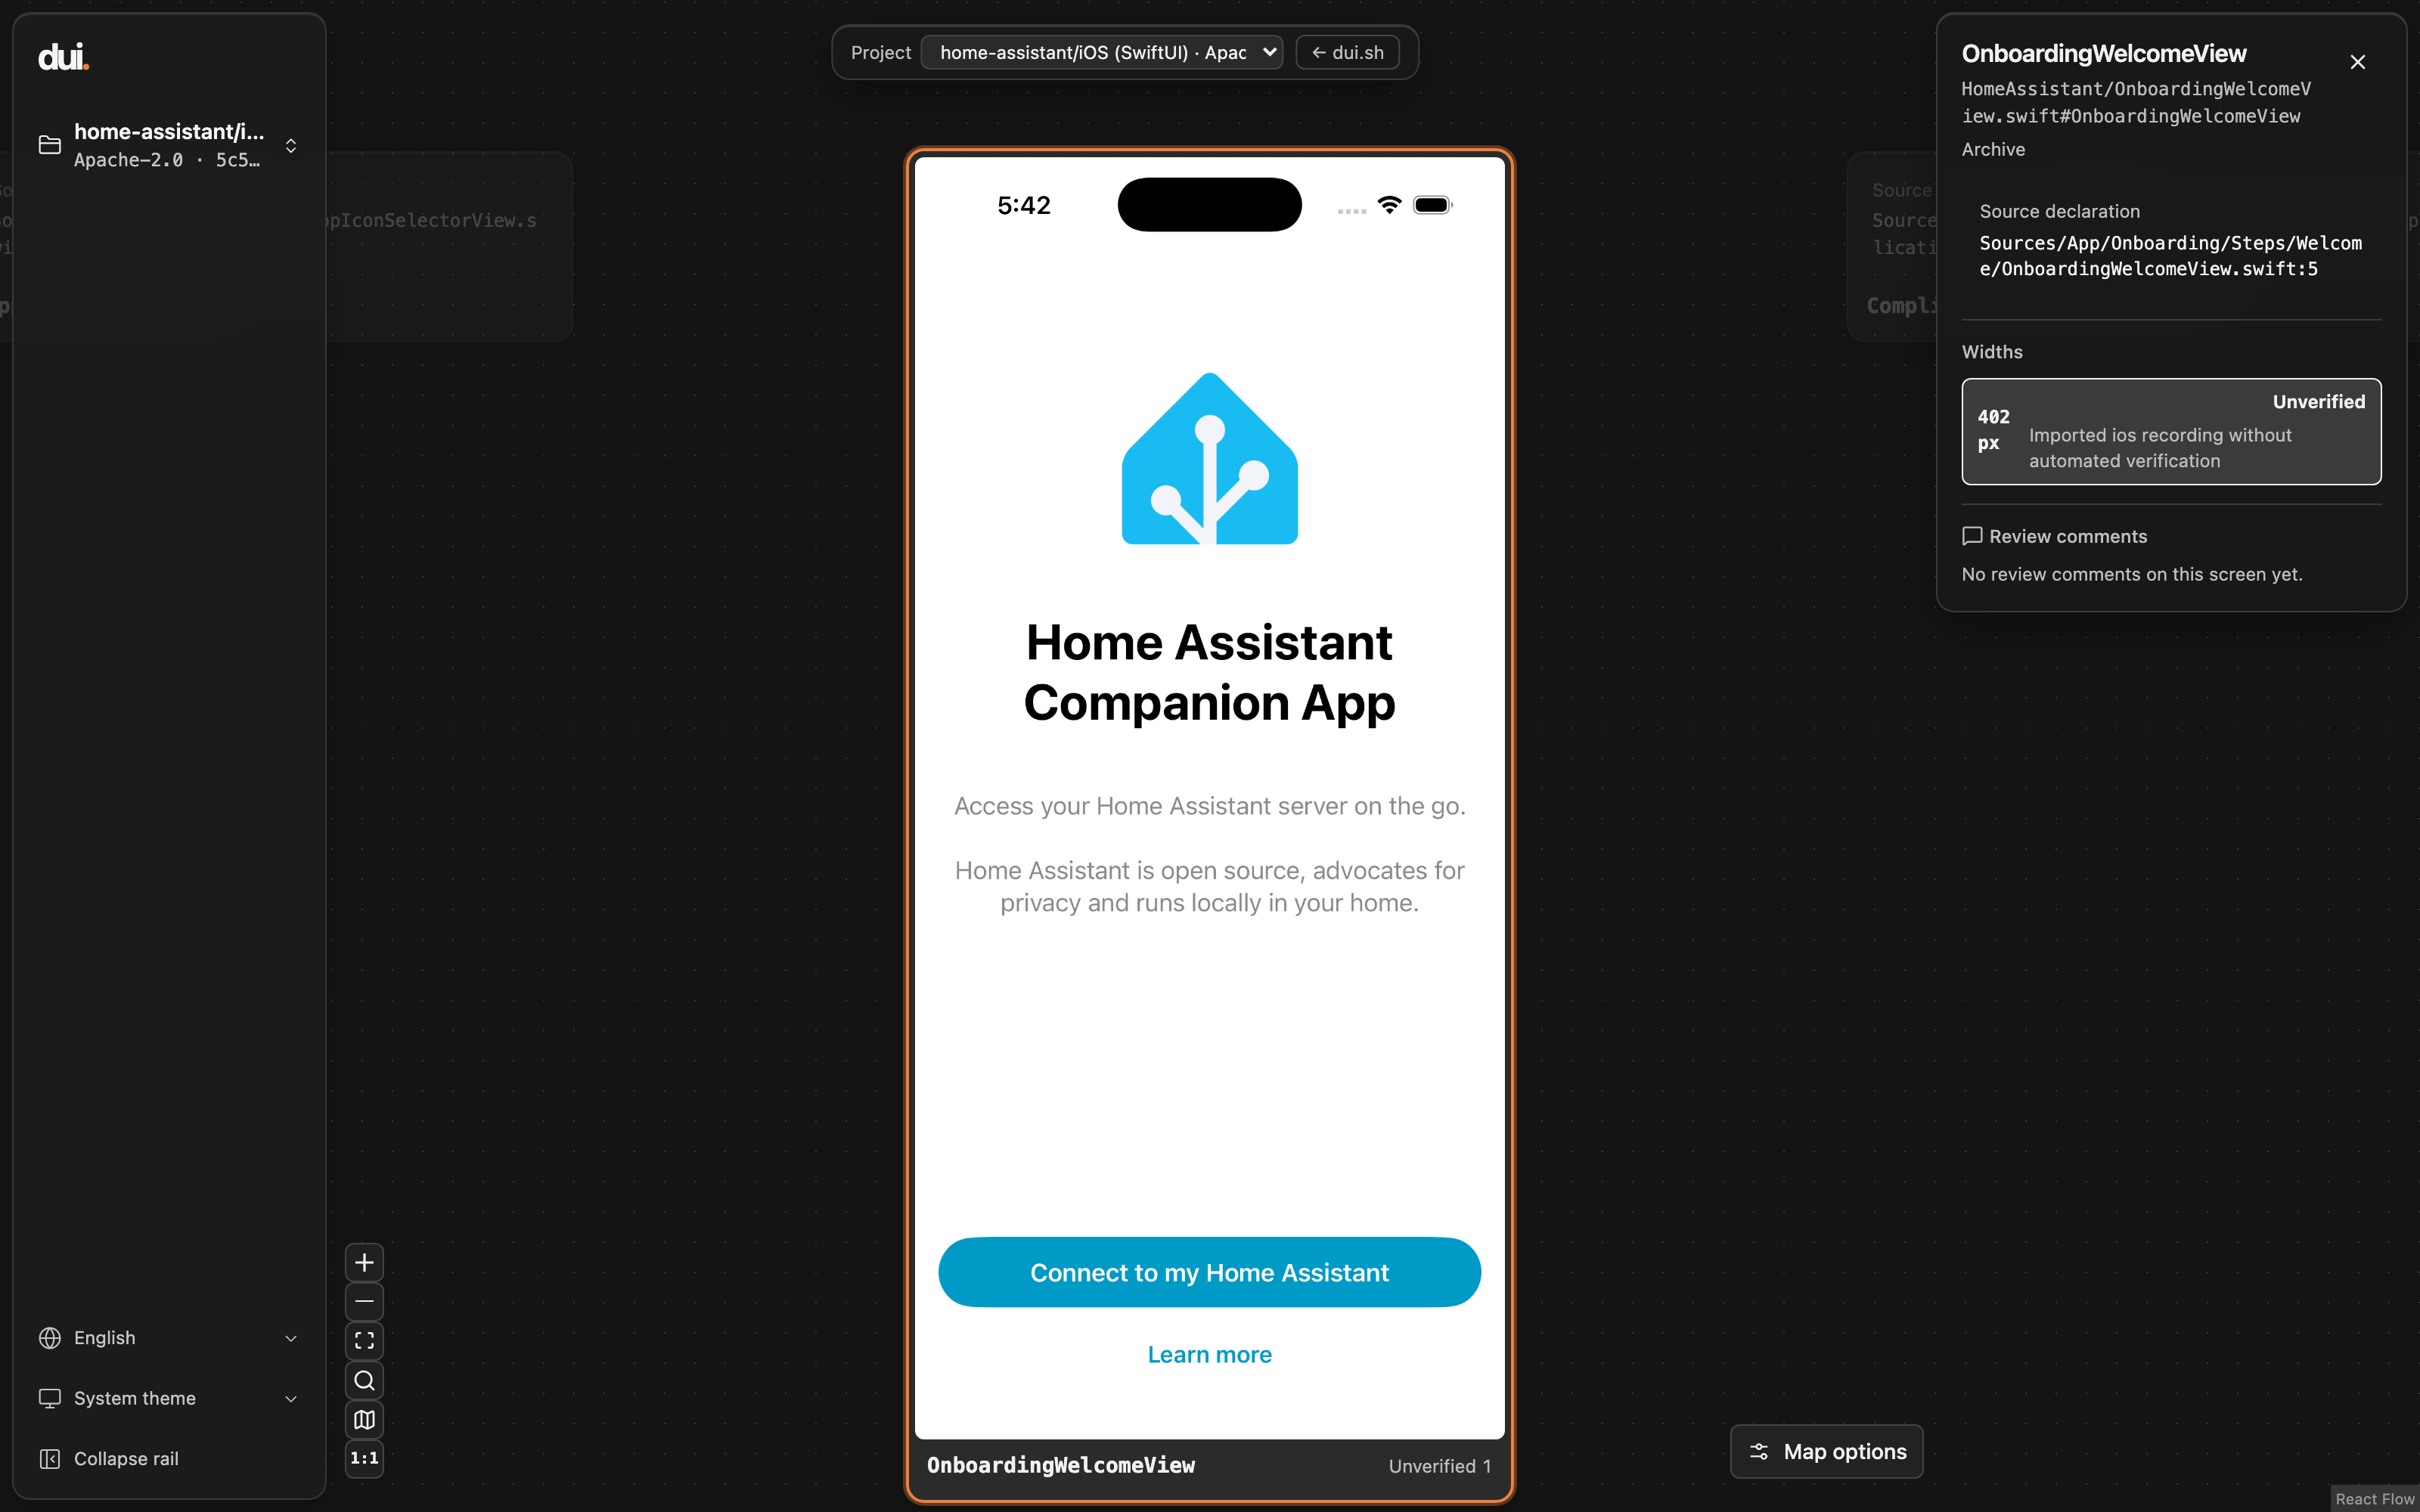 dui.
home-assistant/i...
Apache-2.0 · 5c5…
Project
home-assistant/iOS (SwiftUI) · Apac
← dui.sh
ppIconSelectorView.s
5:42
Home Assistant
Companion App
Access your Home Assistant server on the go.
Home Assistant is open source, advocates for
privacy and runs locally in your home.
Connect to my Home Assistant
Learn more
OnboardingWelcomeView
Unverified 1
OnboardingWelcomeView
HomeAssistant/OnboardingWelcomeV
iew.swift#OnboardingWelcomeView
Archive
Source declaration
Sources/App/Onboarding/Steps/Welcom
e/OnboardingWelcomeView.swift:5
Widths
402
px
Unverified
Imported ios recording without
automated verification
Review comments
No review comments on this screen yet.
Source
Source
licati
Compli
English
System theme
Collapse rail
1:1
Map options
React Flow